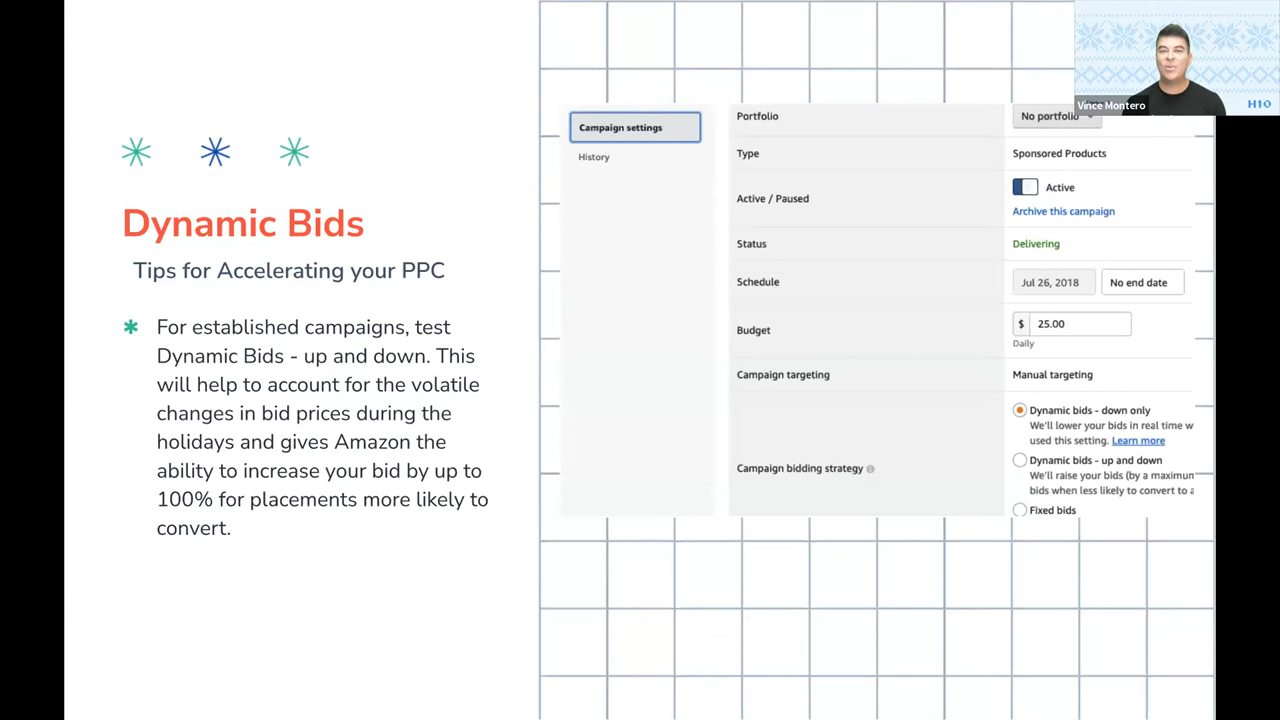 Vince Montero
H10
Dynamic Bids
Tips for Accelerating your PPC
For established campaigns, test
Dynamic Bids - up and down. This
will help to account for the volatile
changes in bid prices during the
holidays and gives Amazon the
ability to increase your bid by up to
100% for placements more likely to
convert.
Campaign settings
History
Portfolio
No portfolio
Type
Sponsored Products
Active / Paused
Active
Archive this campaign
Status
Delivering
Schedule
Jul 26, 2018
No end date
Budget
$ 25.00
Daily
Campaign targeting
Manual targeting
Campaign bidding strategy
Dynamic bids - down only
We'll lower your bids in real time w
used this setting. Learn more
Dynamic bids - up and down
We'll raise your bids (by a maximum
bids when less likely to convert to a
Fixed bids